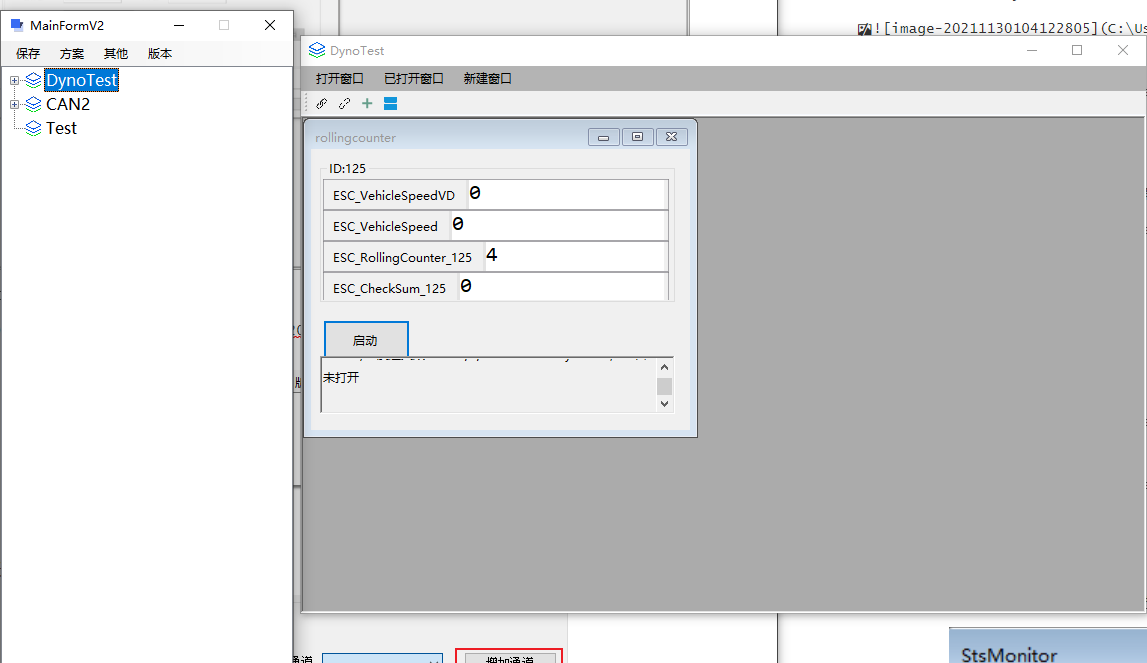 MainFormV2
保存 方案 其他 版本
DynoTest
CAN2
Test
![image-20211130104122805](C:\Us
DynoTest
打开窗口 已打开窗口 新建窗口
rollingcounter
ID:125
ESC_VehicleSpeedVD 0
ESC_VehicleSpeed 0
ESC_RollingCounter_125 4
ESC_CheckSum_125 0
启动
未打开
通道
增加通道
StsMonitor